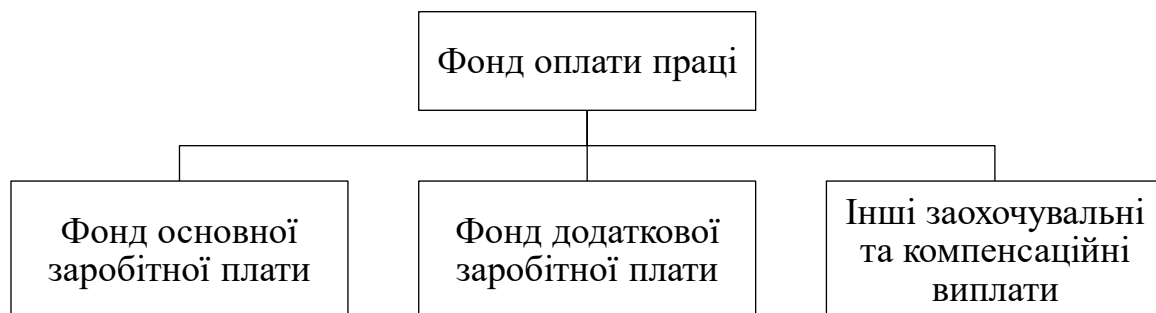 Фонд оплати праці
Фонд основної
заробітної плати
Фонд додаткової
заробітної плати
Інші заохочувальні
та компенсаційні
виплати